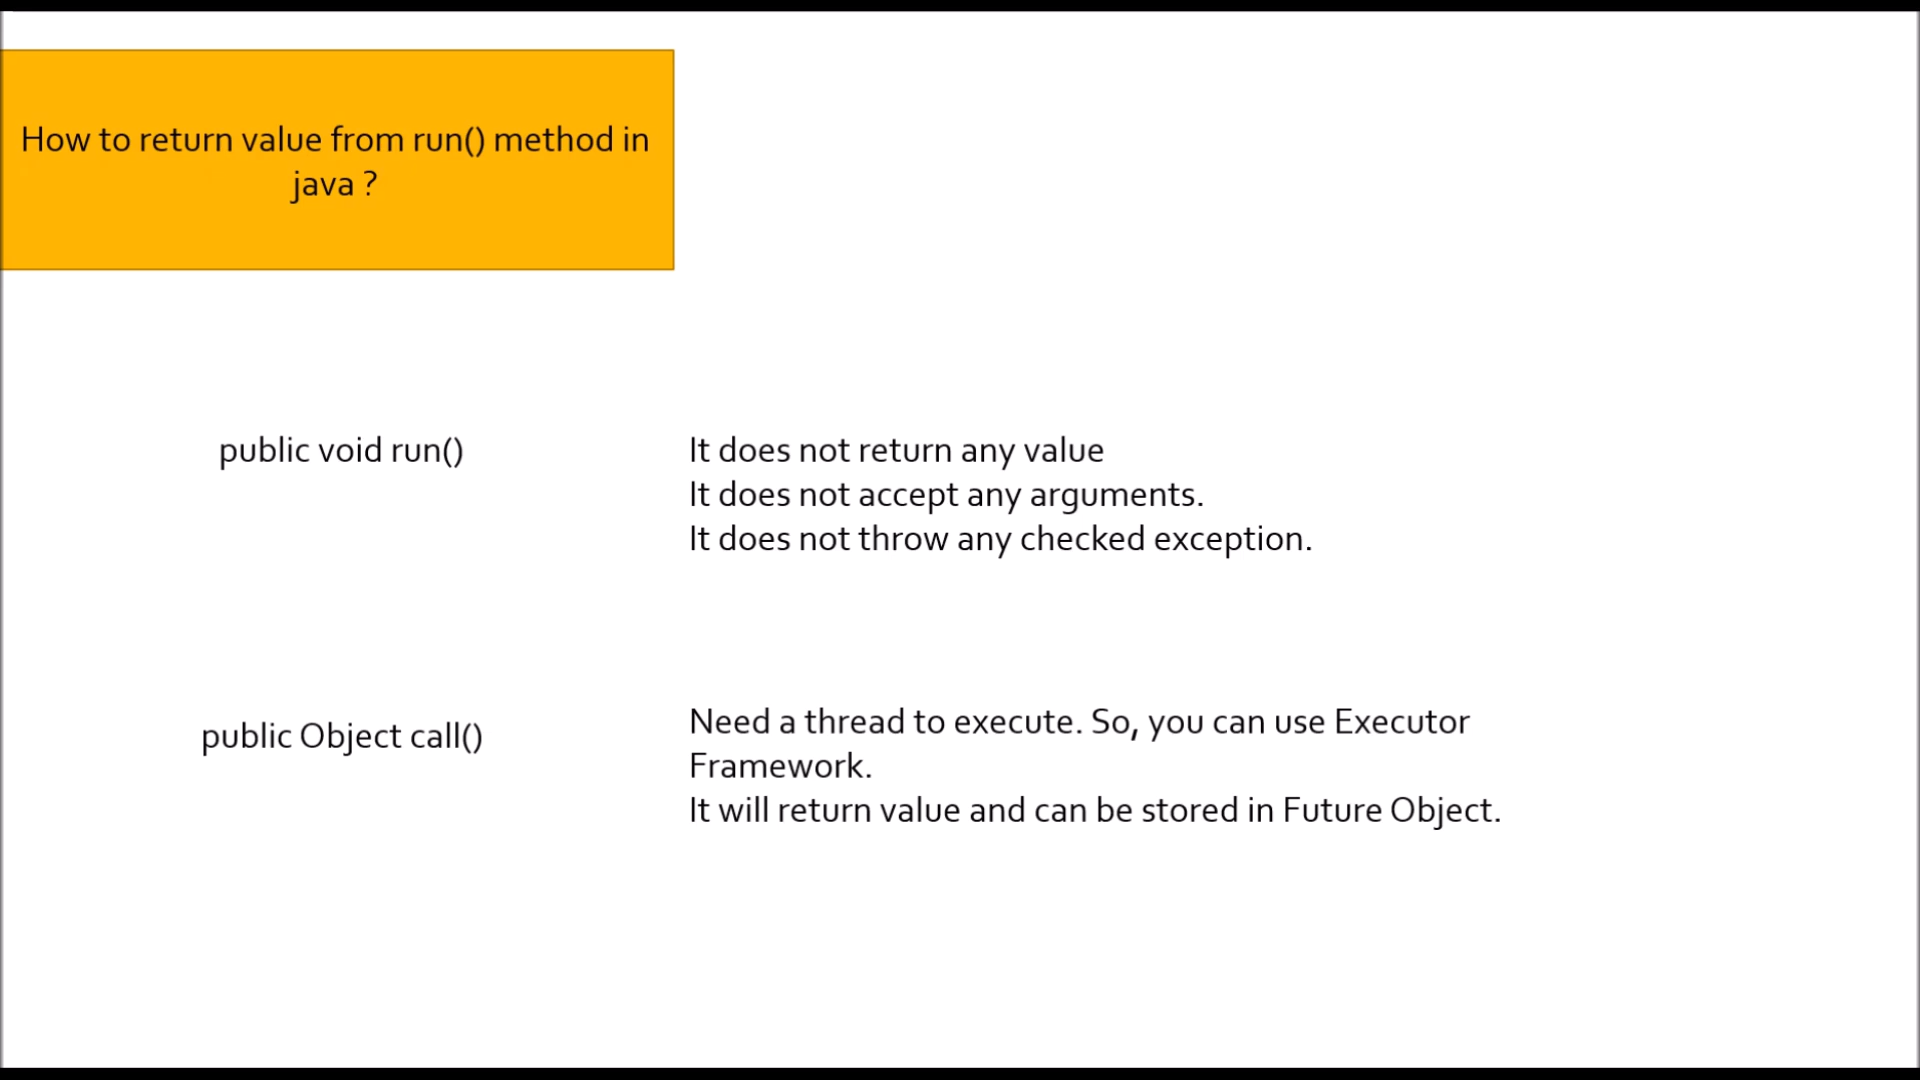 How to return value from run() method in
java ?
public void run()
It does not return any value
It does not accept any arguments.
It does not throw any checked exception.
public Object call()
Need a thread to execute. So, you can use Executor
Framework.
It will return value and can be stored in Future Object.